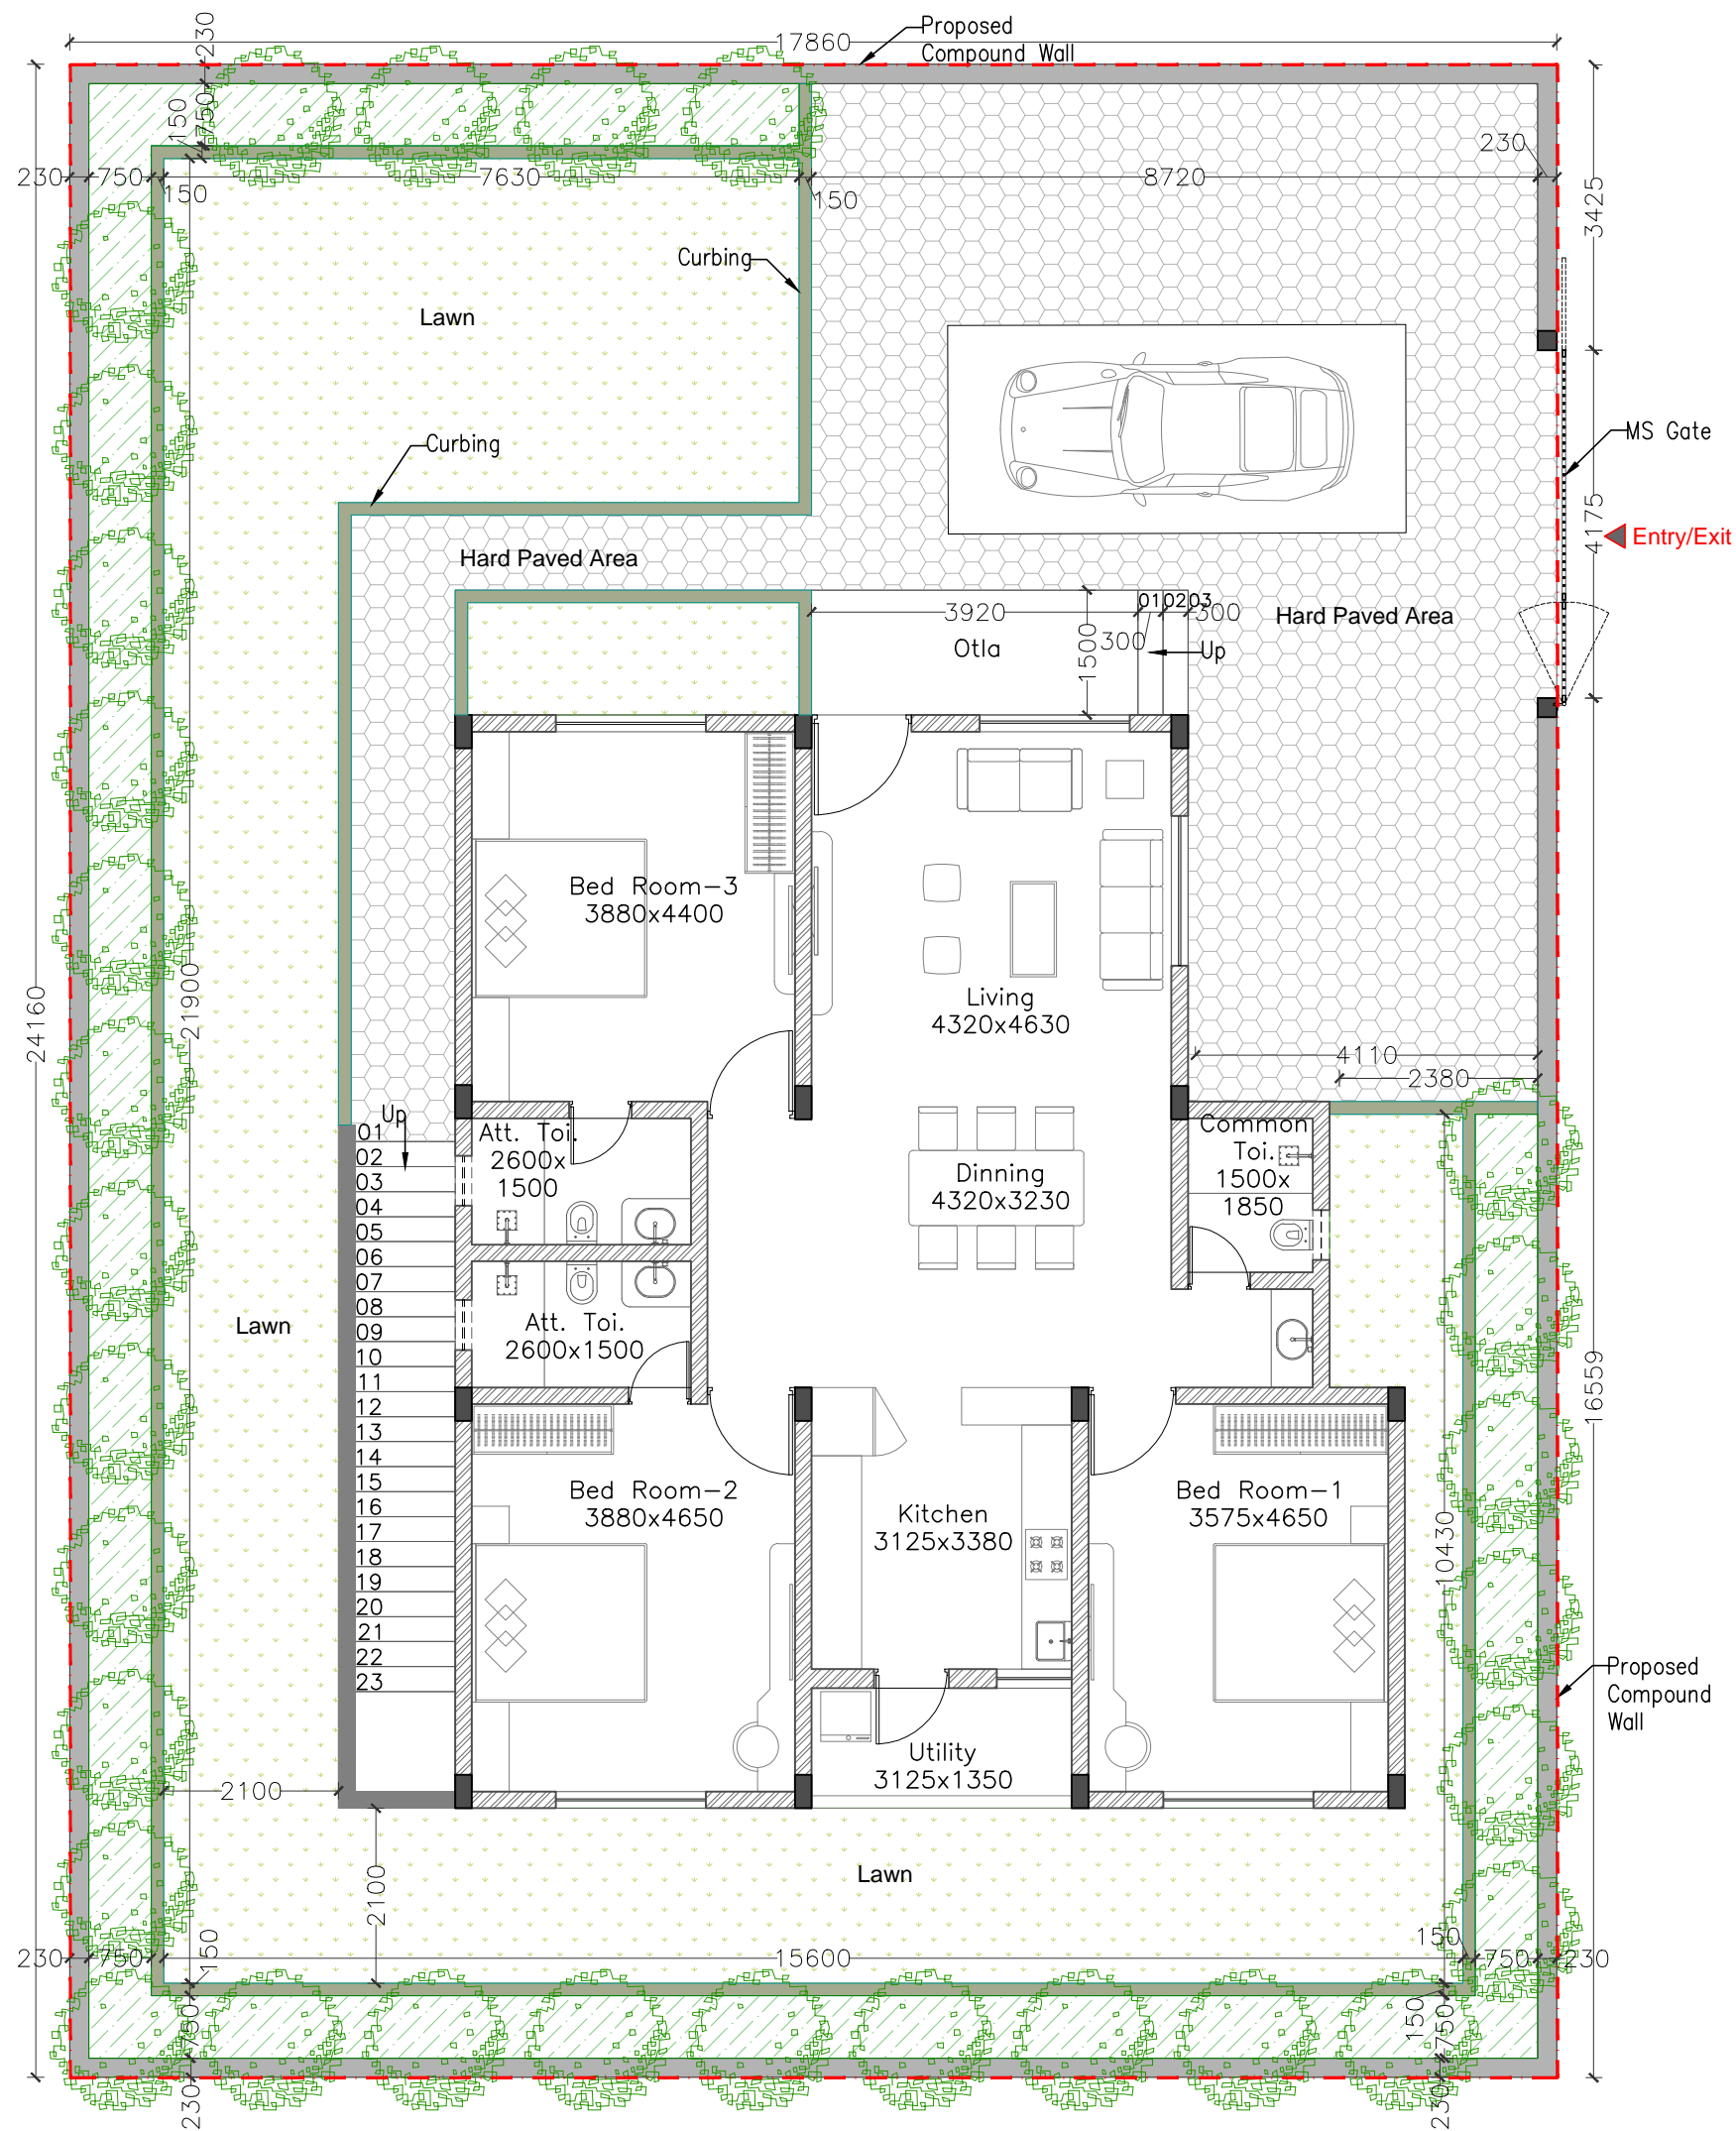 230
17860
Proposed
Compound Wall
150
750
230
750
150
7630
150
8720
230
3425
Curbing
Lawn
Curbing
MS Gate
4175
Entry/Exit
Hard Paved Area
3920
010203
300
Hard Paved Area
Otla
1500
300
Up
Bed Room-3
3880x4400
24160
21900
Living
4320x4630
4110
2380
Up
Att. Toi.
2600x
1500
Common
Toi.
1500x
1850
Dinning
4320x3230
01
02
03
04
05
06
07
08
09
10
11
12
13
14
15
16
17
18
19
20
21
22
23
Lawn
Att. Toi.
2600x1500
16559
Bed Room-2
3880x4650
Kitchen
3125x3380
Bed Room-1
3575x4650
10430
Proposed
Compound
Wall
Utility
3125x1350
2100
2100
Lawn
230
750
150
15600
150
750
230
750
230
150
750
230